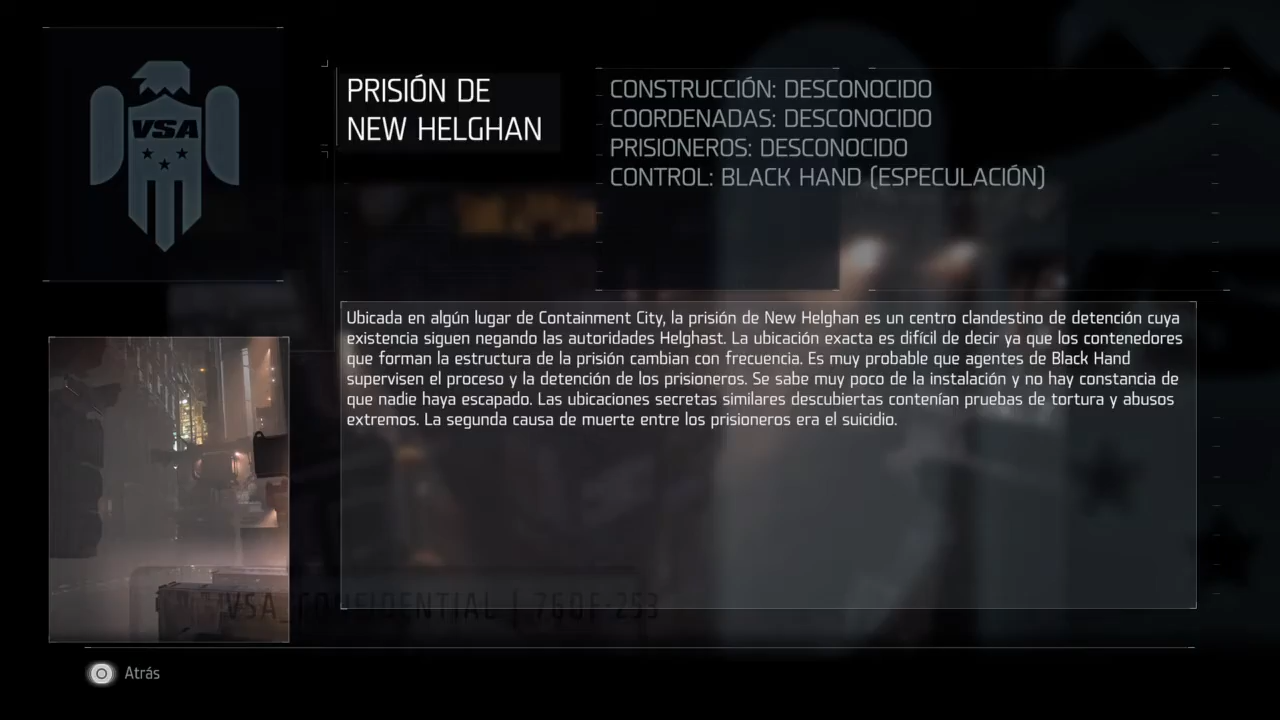 VSA
PRISIÓN DE
NEW HELGHAN
CONSTRUCCIÓN: DESCONOCIDO
COORDENADAS: DESCONOCIDO
PRISIONEROS: DESCONOCIDO
CONTROL: BLACK HAND (ESPECULACIÓN)
Ubicada en algún lugar de Containment City, la prisión de New Helghan es un centro clandestino de detención cuya
existencia siguen negando las autoridades Helghast. La ubicación exacta es difícil de decir ya que los contenedores
que forman la estructura de la prisión cambian con frecuencia. Es muy probable que agentes de Black Hand
supervisen el proceso y la detención de los prisioneros. Se sabe muy poco de la instalación y no hay constancia de
que nadie haya escapado. Las ubicaciones secretas similares descubiertas contenían pruebas de tortura y abusos
extremos. La segunda causa de muerte entre los prisioneros era el suicidio.
VSA_CONFIDENTIAL | 760F-253
Atrás